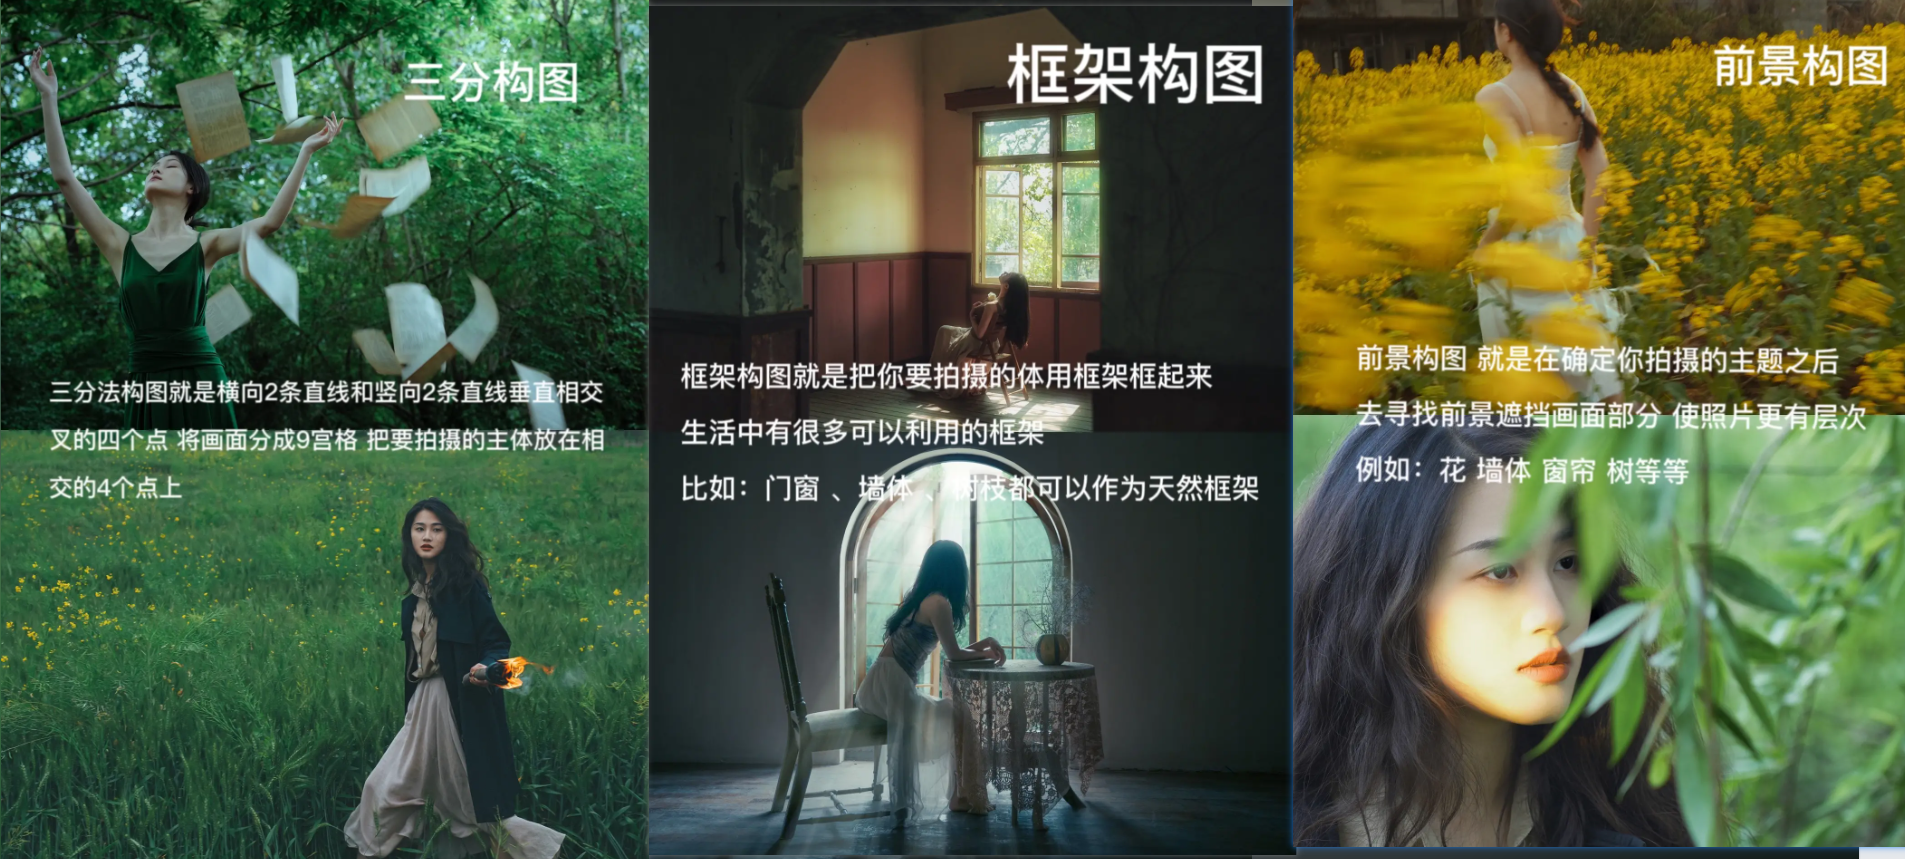 三分构图
三分法构图就是横向2条直线和竖向2条直线垂直相交
叉的四个点 将画面分成9宫格 把要拍摄的主体放在相
交的4个点上
框架构图
框架构图就是把你要拍摄的体用框架框起来
生活中有很多可以利用的框架
比如：门窗 、墙体 、树枝都可以作为天然框架
前景构图
前景构图 就是在确定你拍摄的主题之后
去寻找前景遮挡画面部分 使照片更有层次
例如：花 墙体 窗帘 树等等